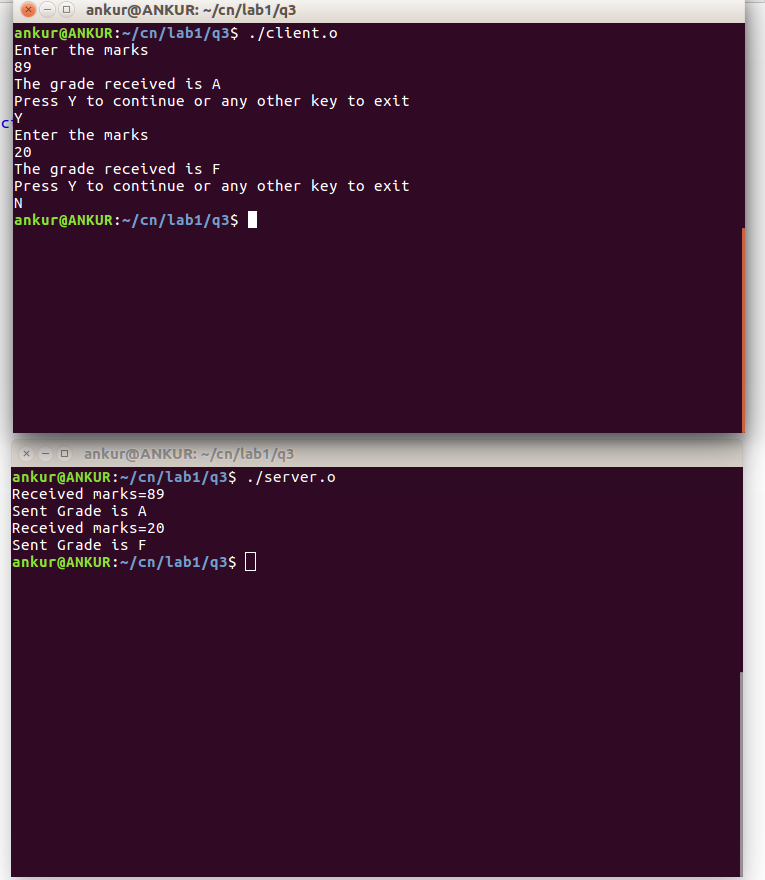 ankur@ANKUR: ~/cn/lab1/q3
ankur@ANKUR:~/cn/lab1/q3$ ./client.o
Enter the marks
89
The grade received is A
Press Y to continue or any other key to exit
Y
Enter the marks
20
The grade received is F
Press Y to continue or any other key to exit
N
ankur@ANKUR:~/cn/lab1/q3$
ankur@ANKUR: ~/cn/lab1/q3
ankur@ANKUR:~/cn/lab1/q3$ ./server.o
Received marks=89
Sent Grade is A
Received marks=20
Sent Grade is F
ankur@ANKUR:~/cn/lab1/q3$